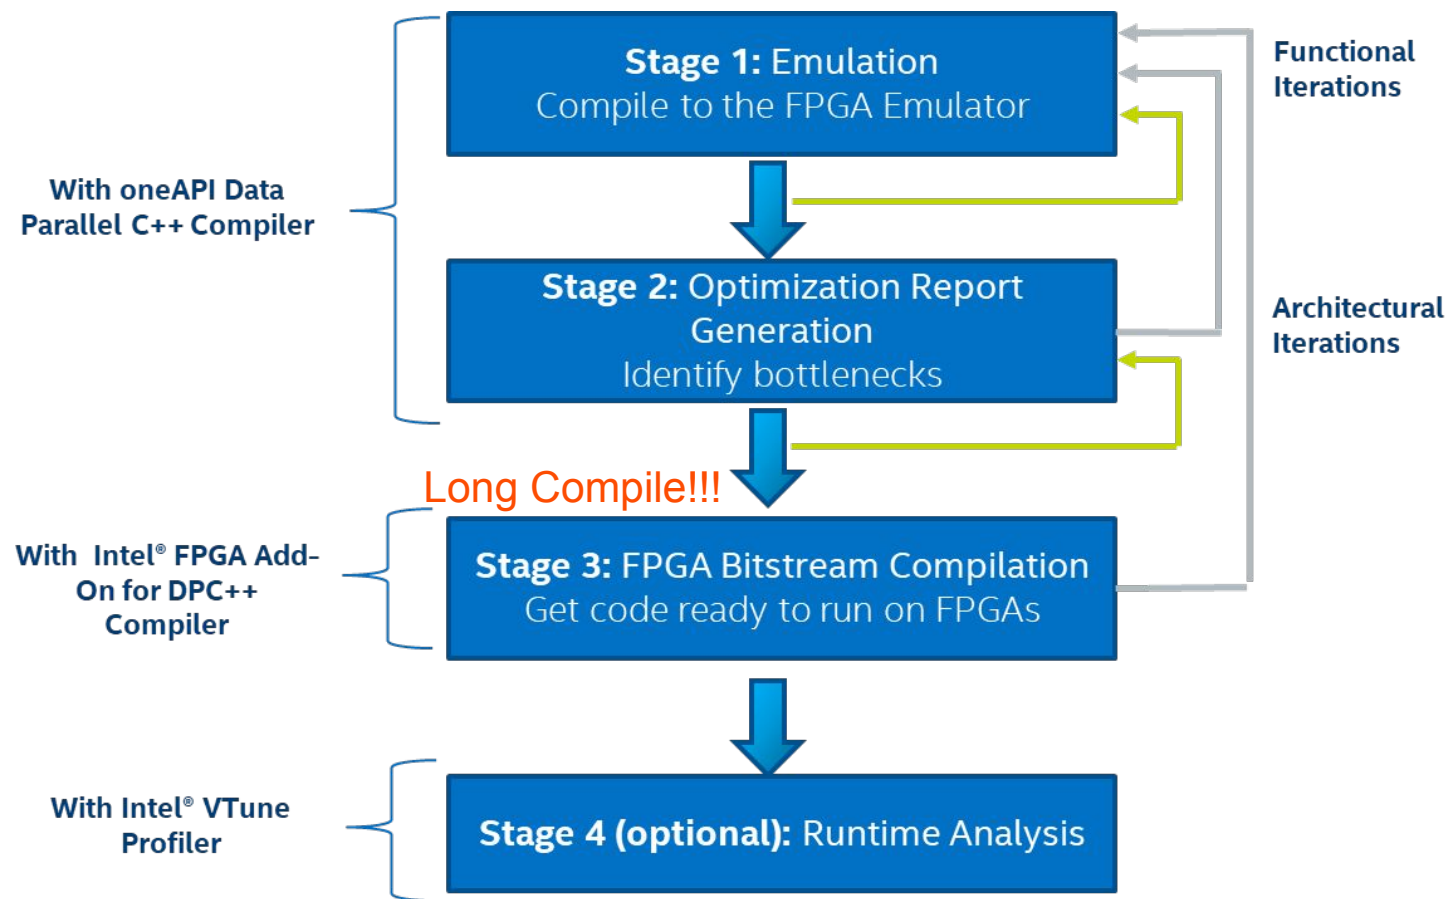 Stage 1: Emulation
Compile to the FPGA Emulator
Functional
Iterations
With oneAPI Data
Parallel C++ Compiler
Stage 2: Optimization Report
Generation
Identify bottlenecks
Architectural
Iterations
Long Compile!!!
With Intel® FPGA Add-
On for DPC++
Compiler
Stage 3: FPGA Bitstream Compilation
Get code ready to run on FPGAs
With Intel® VTune
Profiler
Stage 4 (optional): Runtime Analysis